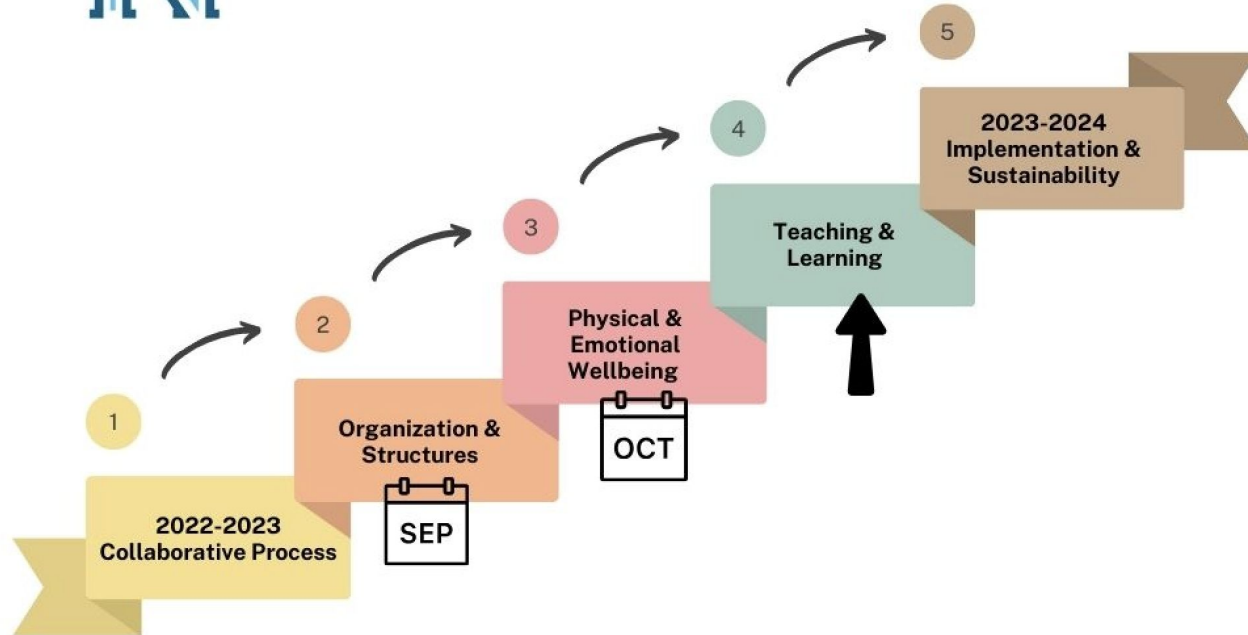 1
2022-2023
Collaborative Process
2
Organization &
Structures
SEP
3
Physical &
Emotional
Wellbeing
OCT
4
Teaching &
Learning
5
2023-2024
Implementation &
Sustainability